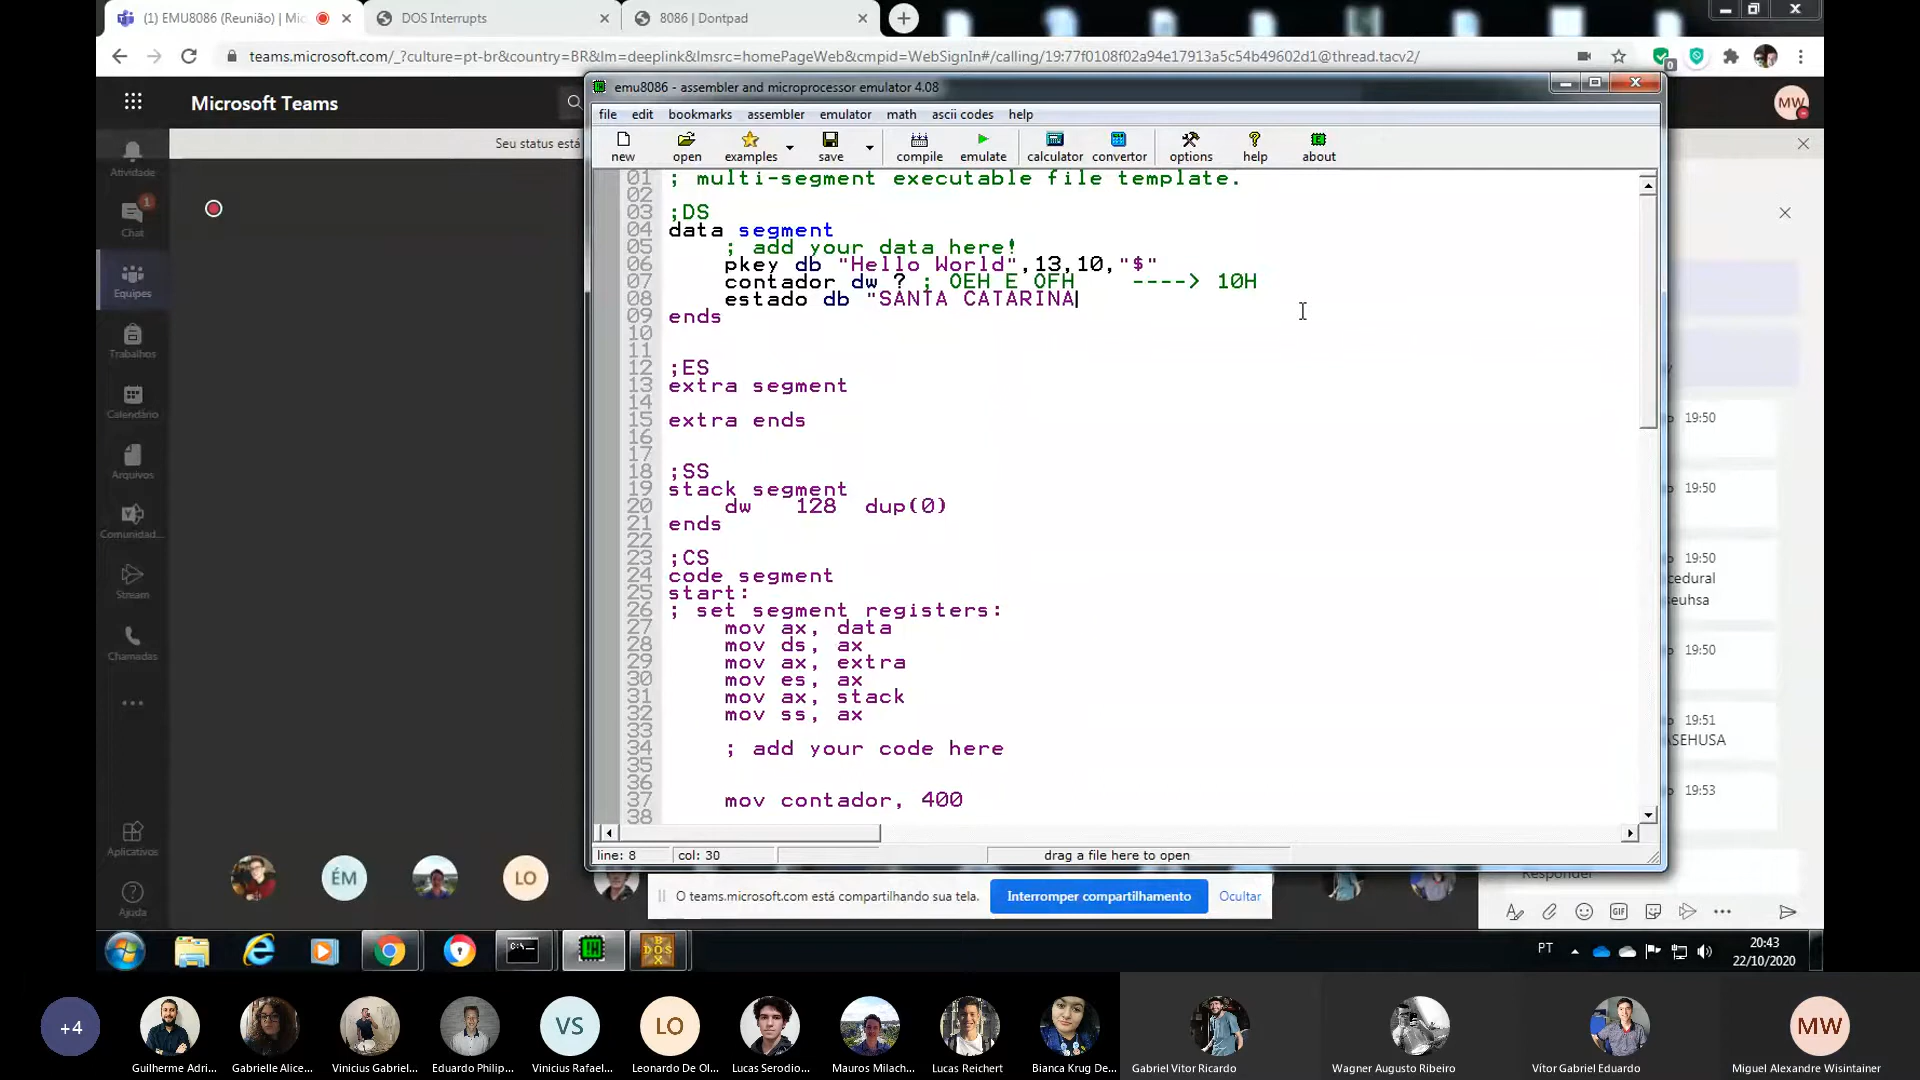 (1) EMU8086 (Reunião) | Mic
DOS Interrupts
8086 | Dontpad
teams.microsoft.com/_?culture=pt-br&country=BR&lm=deeplink&lmsrc=homePageWeb&cmpid=WebSignIn#/calling/19:77f0108f02a94e17913a5c54b49602d1@thread.tacv2/
0
Microsoft Teams
MW
Seu status está
Atividade
1
Chat
Equipes
Trabalhos
Calendário
Arquivos
Comunidad...
Stream
Chamadas
Aplicativos
Ajuda
emu8086 - assembler and microprocessor emulator 4.08
file edit bookmarks assembler emulator math ascii codes help
new open examples save compile emulate calculator convertor options help about
01 ; multi-segment executable file template.
02
03 ;DS
04 data segment
05 ; add your data here!
06 pkey db "Hello World",13,10,"$"
07 contador dw ? ; 0EH E 0FH ----> 10H
08 estado db "SANTA CATARINA
09 ends
10
11
12 ;ES
13 extra segment
14
15 extra ends
16
17
18 ;SS
19 stack segment
20 dw 128 dup(0)
21 ends
22
23 ;CS
24 code segment
25 start:
26 ; set segment registers:
27 mov ax, data
28 mov ds, ax
29 mov ax, extra
30 mov es, ax
31 mov ax, stack
32 mov ss, ax
33
34 ; add your code here
35
36
37 mov contador, 400
38
line: 8
col: 30
drag a file here to open
19:50
19:50
19:50
cedural
seuhsa
19:50
19:51
ASEHUSA
19:53
Responder
GIF
ÉM
LO
O teams.microsoft.com está compartilhando sua tela.
Interromper compartilhamento
Ocultar
PT
20:43
22/10/2020
+4
VS
LO
MW
Guilherme Adri...
Gabrielle Alice...
Vinicius Gabriel...
Eduardo Philip...
Vinicius Rafael...
Leonardo De Ol...
Lucas Serodio...
Mauros Milach...
Lucas Reichert
Bianca Krug De...
Gabriel Vitor Ricardo
Wagner Augusto Ribeiro
Vítor Gabriel Eduardo
Miguel Alexandre Wisintainer